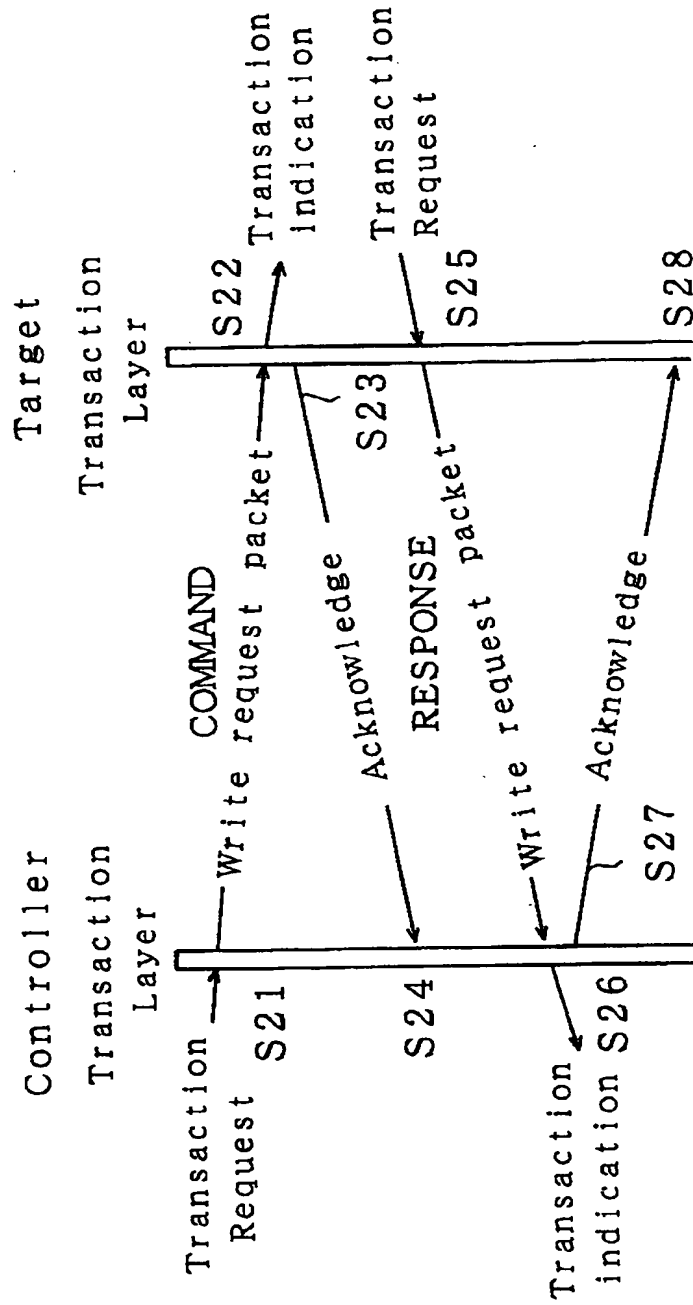 Controller
Transaction
Layer
Target
Transaction
Layer
Transaction
Request
S21
COMMAND
Write request packet
S22
Transaction
indication
S23
Acknowledge
S24
Transaction
Request
S25
RESPONSE
Write request packet
Transaction
indication
S26
S27
Acknowledge
S28